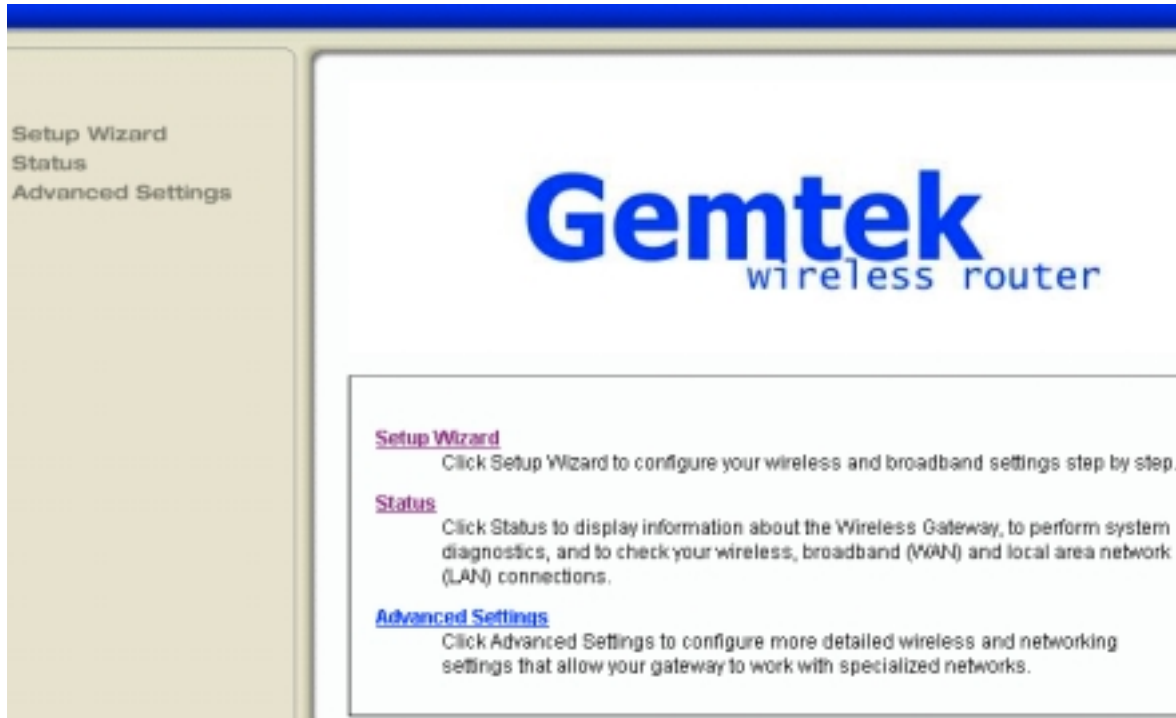 Setup Wizard
Status
Advanced Settings
Gemtek
wireless router
Setup Wizard
Click Setup Wizard to configure your wireless and broadband settings step by step.
Status
Click Status to display information about the Wireless Gateway, to perform system
diagnostics, and to check your wireless, broadband (WAN) and local area network
(LAN) connections.
Advanced Settings
Click Advanced Settings to configure more detailed wireless and networking
settings that allow your gateway to work with specialized networks.